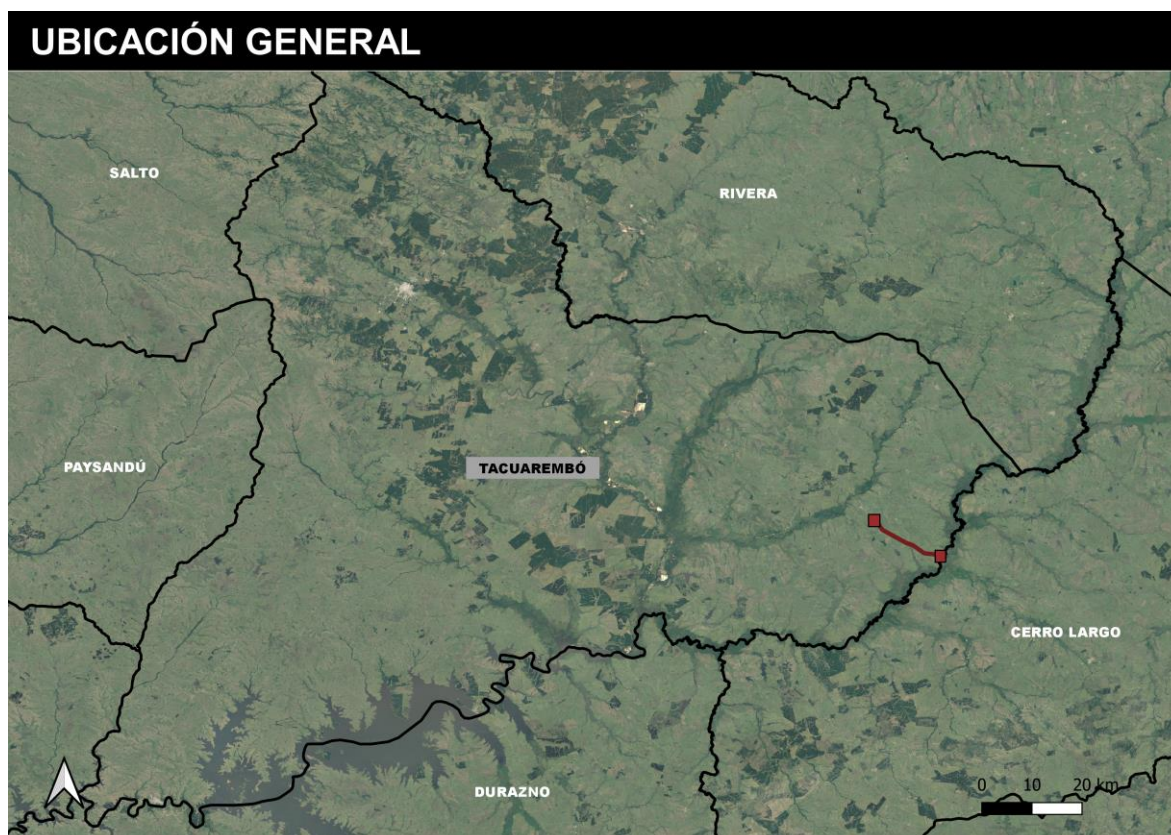 UBICACIÓN GENERAL
SALTO
RIVERA
PAYSANDÚ
TACUAREMBÓ
CERRO LARGO
DURAZNO
0 10 20 km